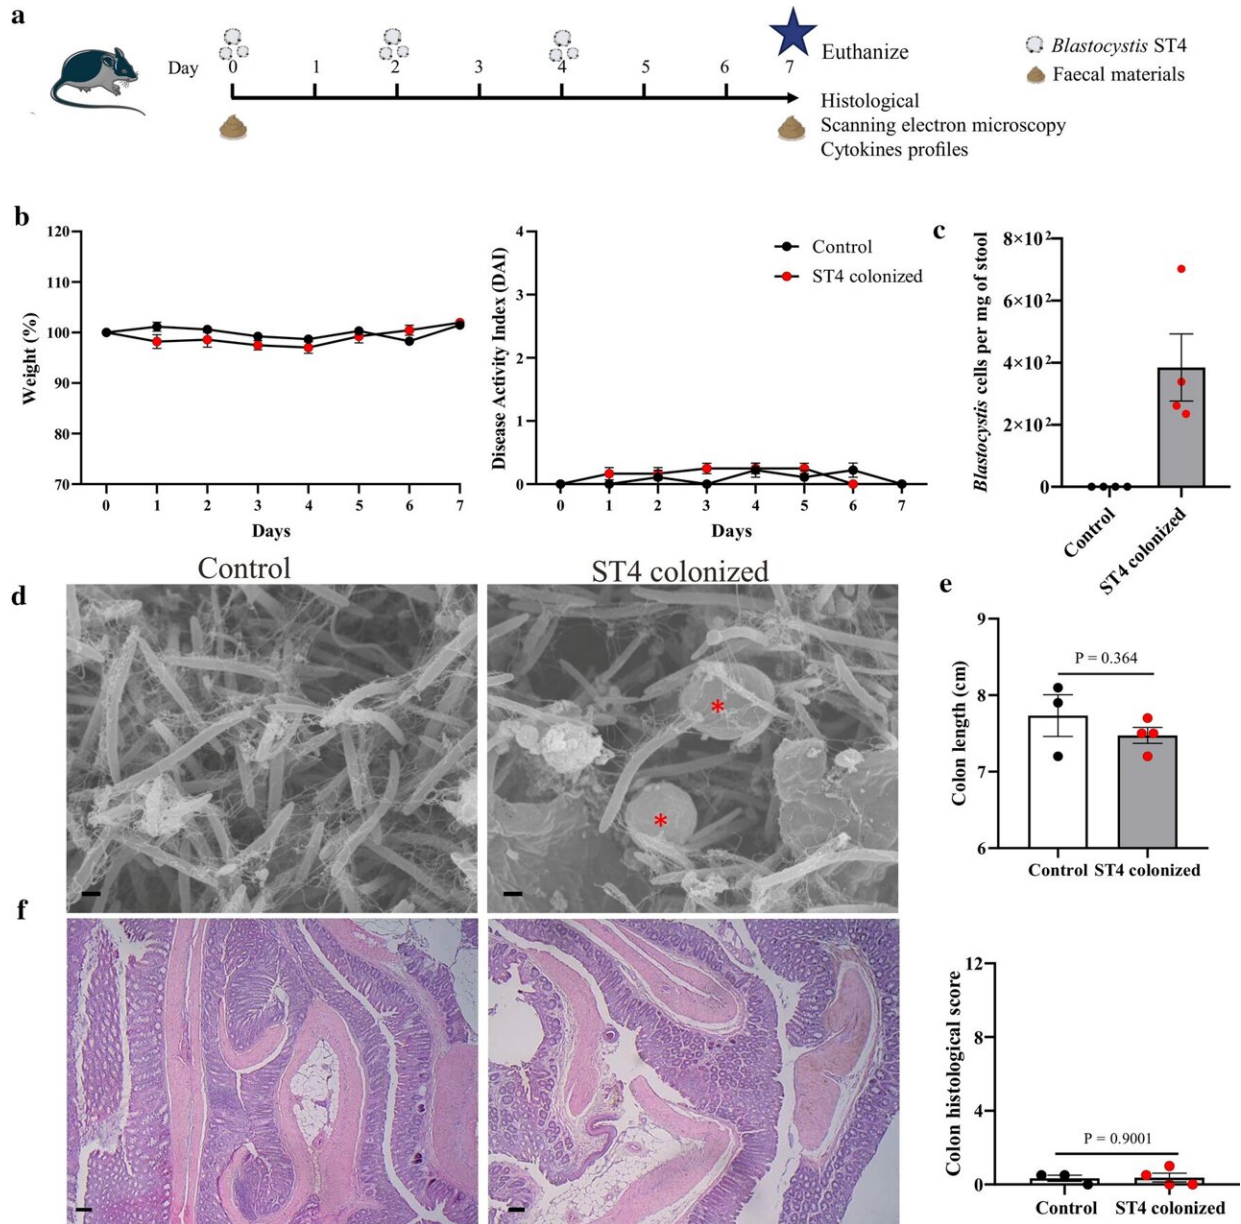 a
Day 0 1 2 3 4 5 6 7
Euthanize
Histological
Scanning electron microscopy
Cytokines profiles
Blastocystis ST4
Faecal materials
b
Weight (%)
120
110
100
90
80
70
0 1 2 3 4 5 6 7
Days
Disease Activity Index (DAI)
4
3
2
1
0
0 1 2 3 4 5 6 7
Days
Control
ST4 colonized
c
Blastocystis cells per mg of stool
8×10²
6×10²
4×10²
2×10²
0
Control
ST4 colonized
d
Control
ST4 colonized
*
*
e
Colon length (cm)
9
8
7
6
P = 0.364
Control ST4 colonized
f
Colon histological score
12
8
4
0
P = 0.9001
Control ST4 colonized